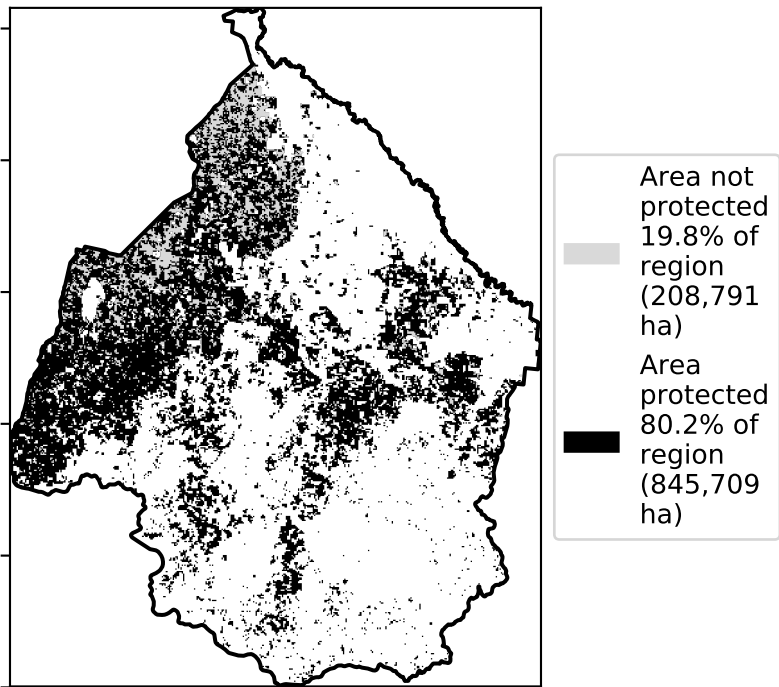 Area not
protected
19.8% of
region
(208,791
ha)
Area
protected
80.2% of
region
(845,709
ha)